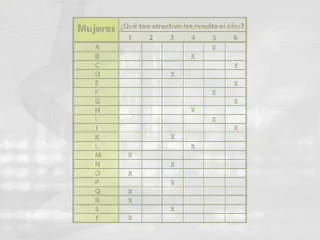 Mujeres ¿Qué tan atractivo les resulta el olor?
1 2 3 4 5 6
A X
B X
C X
D X
E X
F X
G X
H X
I X
J X
K X
L X
M X
N X
O X
P X
Q X
R X
S X
T X